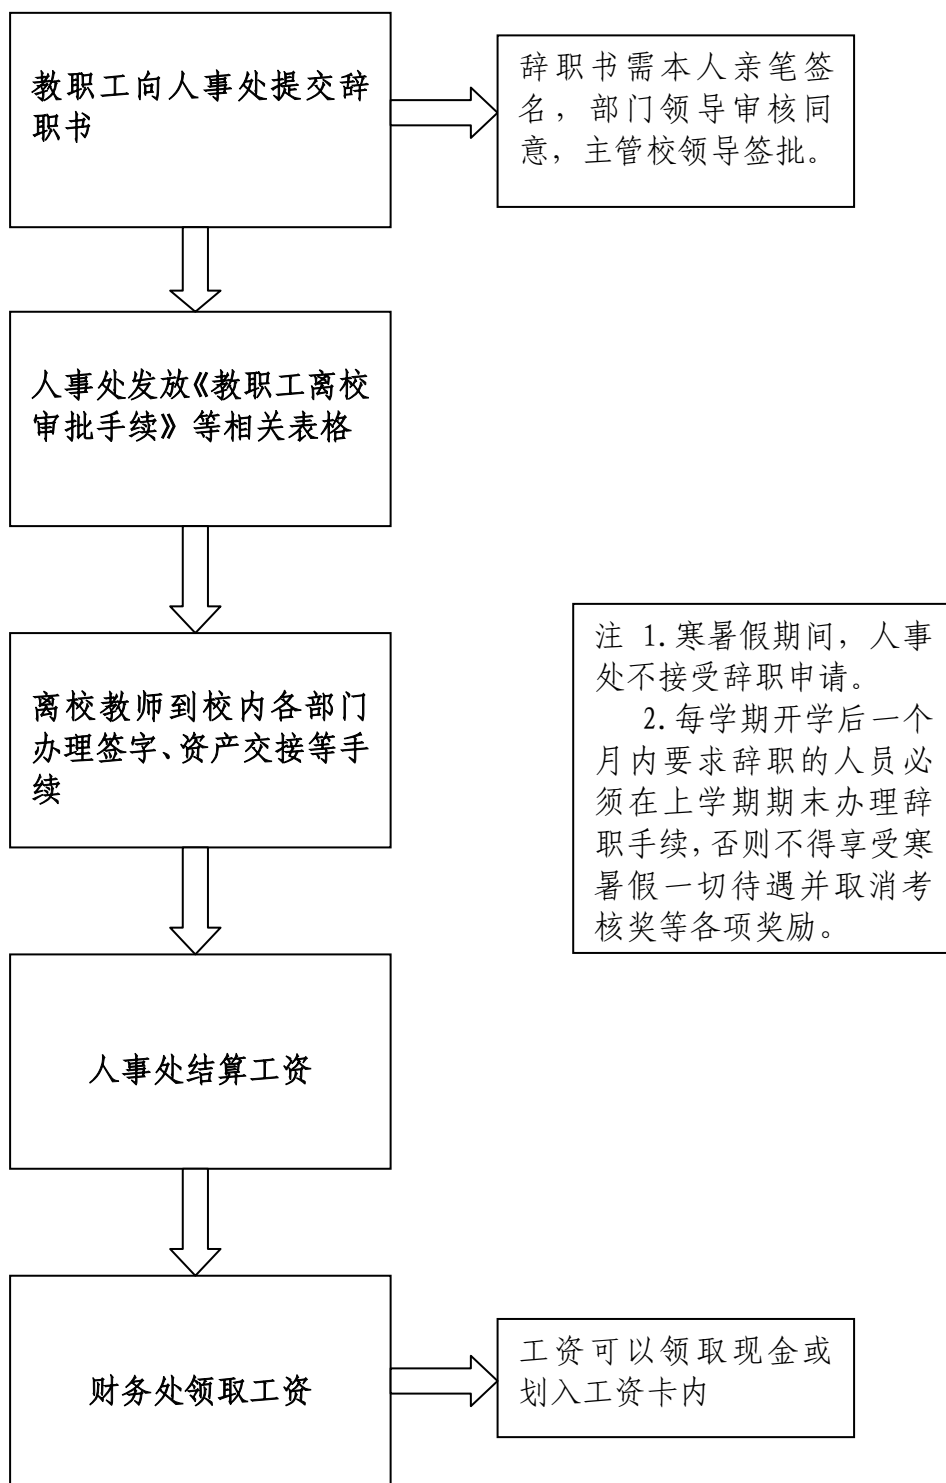 教职工向人事处提交辞
职书
辞职书需本人亲笔签
名，部门领导审核同
意，主管校领导签批。
人事处发放《教职工离校
审批手续》等相关表格
离校教师到校内各部门
办理签字、资产交接等手
续
注 1.寒暑假期间，人事
处不接受辞职申请。
2.每学期开学后一个
月内要求辞职的人员必
须在上学期期末办理辞
职手续，否则不得享受寒
暑假一切待遇并取消考
核奖等各项奖励。
人事处结算工资
财务处领取工资
工资可以领取现金或
划入工资卡内